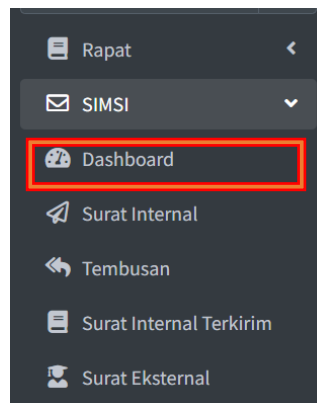 Rapat
SIMSI
Dashboard
Surat Internal
Tembusan
Surat Internal Terkirim
Surat Eksternal